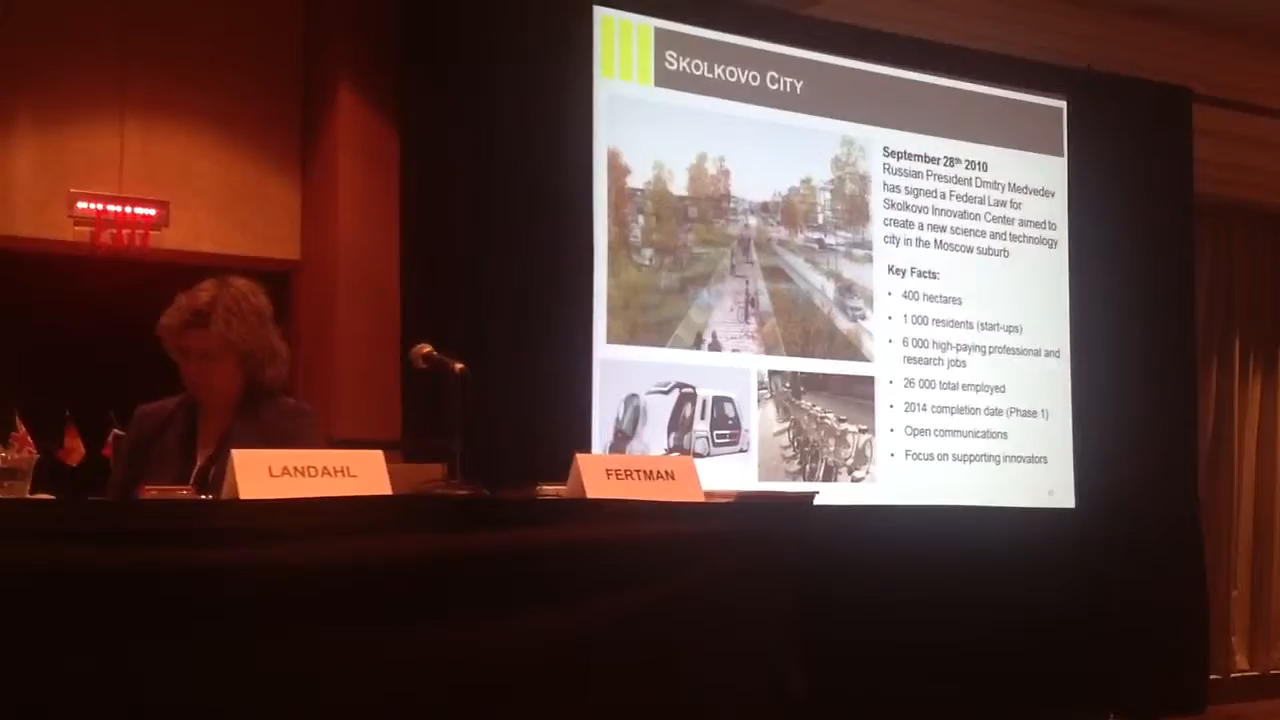 SKOLKOVO CITY
September 28th 2010
Russian President Dmitry Medvedev
has signed a Federal Law for
Skolkovo Innovation Center aimed to
create a new science and technology
city in the Moscow suburb
Key Facts:
• 400 hectares
• 1 000 residents (start-ups)
• 6 000 high-paying professional and
research jobs
• 26 000 total employed
• 2014 completion date (Phase 1)
• Open communications
• Focus on supporting innovators
LANDAHL
FERTMAN